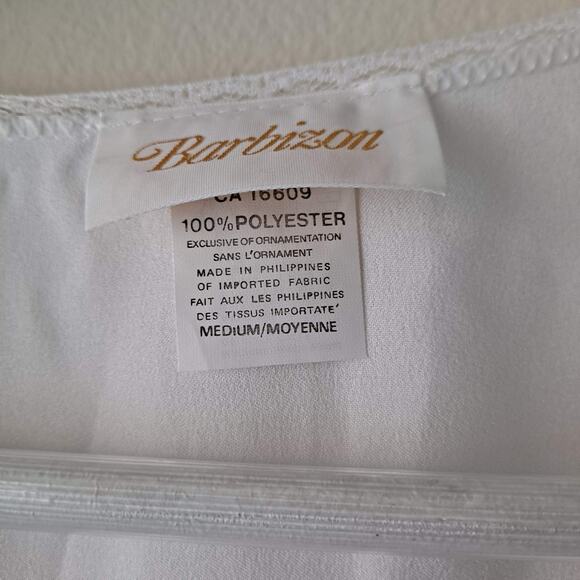 Barbizon
CA 16609
100% POLYESTER
EXCLUSIVE OF ORNAMENTATION
SANS L'ORNAMENT
MADE IN PHILIPPINES
OF IMPORTED FABRIC
FAIT AUX LES PHILIPPINES
DES TISSUS IMPORTATE'
MEDIUM/MOYENNE